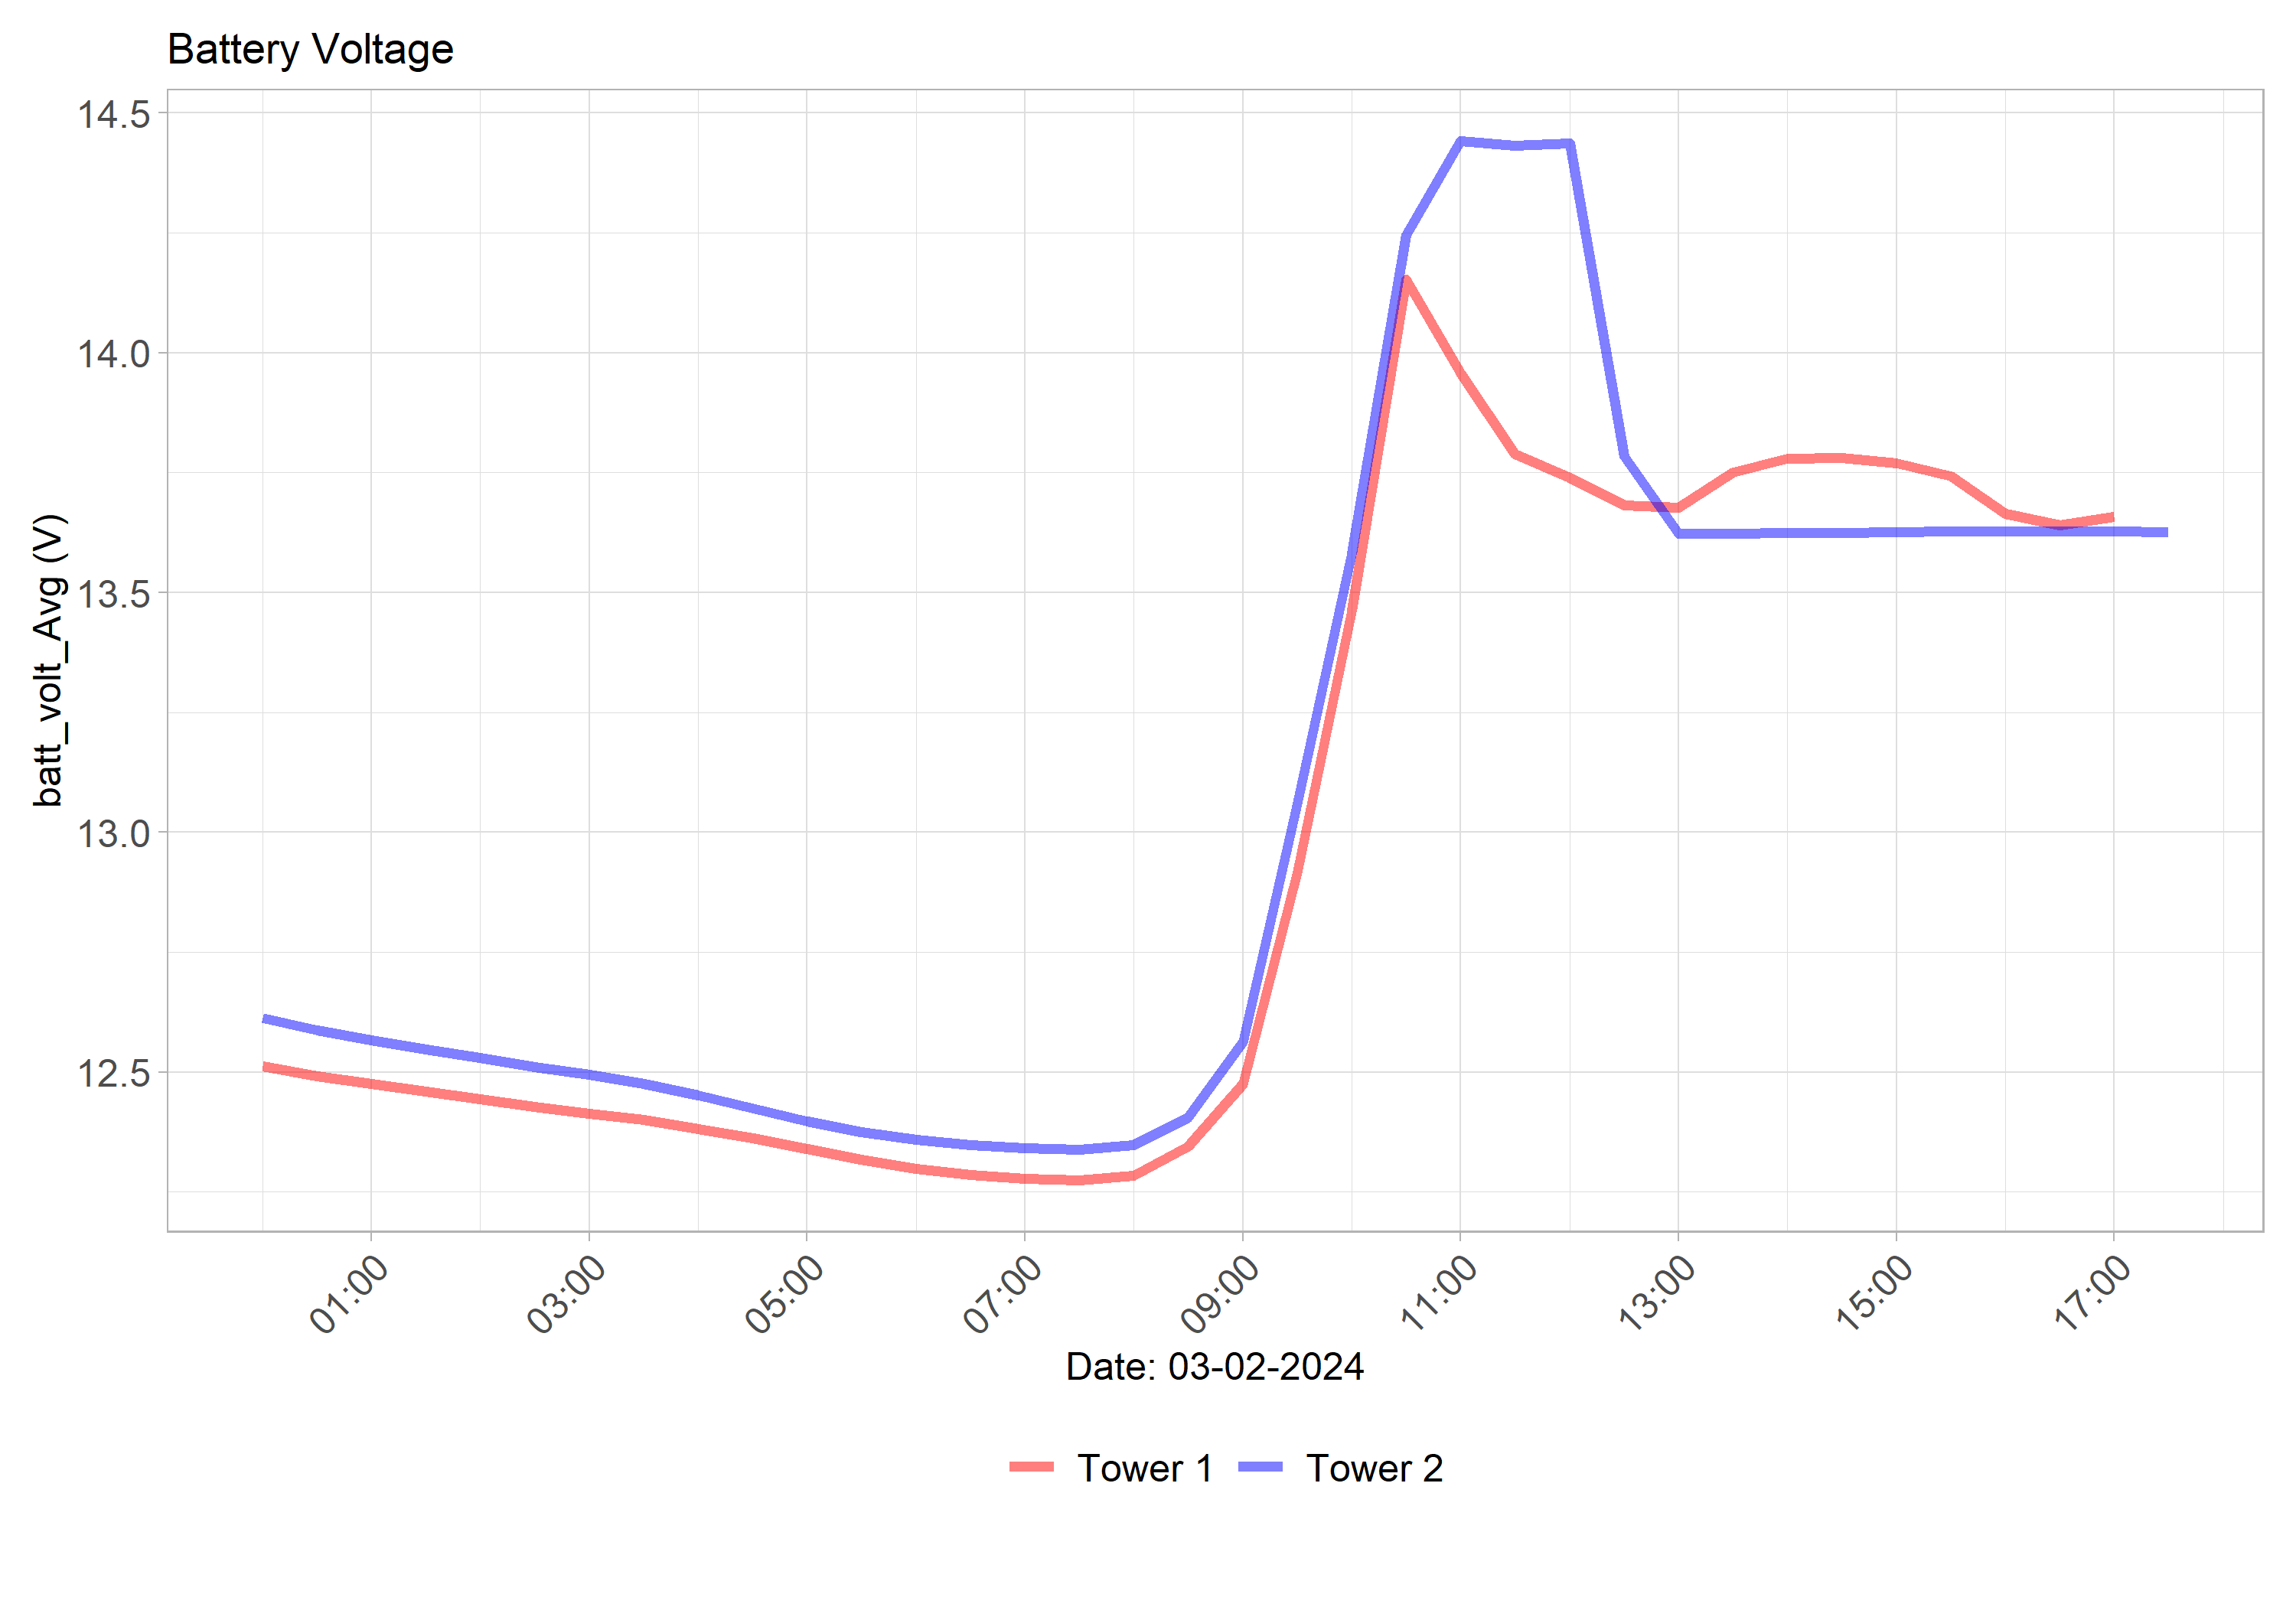 Battery Voltage
batt_volt_Avg (V)
14.5
14.0
13.5
13.0
12.5
01:00 03:00 05:00 07:00 09:00 11:00 13:00 15:00 17:00
Date: 03-02-2024
Tower 1 Tower 2